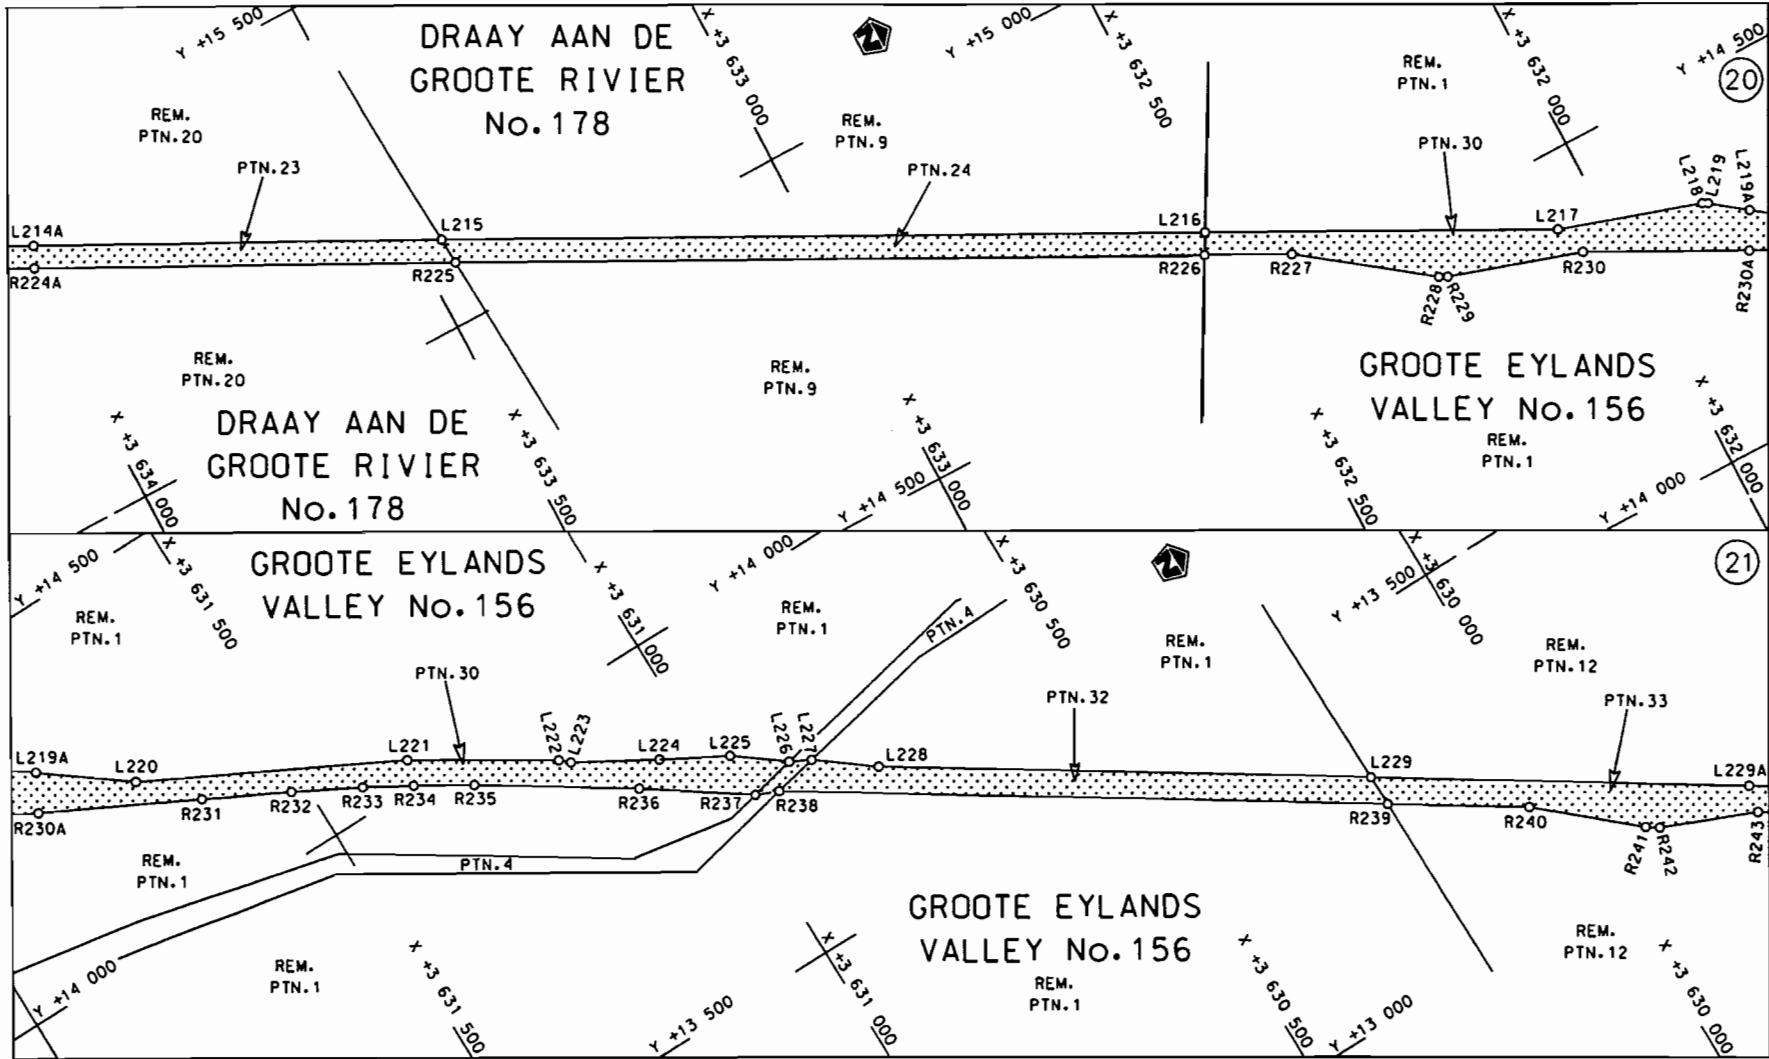 Y +15 500
DRAAY AAN DE
GROOTE RIVIER
No.178
X +3 633 000
N
Y +15 000
X +3 632 500
REM.
PTN.1
X +3 632 000
Y +14 500
20
REM.
PTN.20
REM.
PTN.9
PTN.23
PTN.24
PTN.30
L214A
L215
L216
L217
L218
L219
L219A
R224A
R225
R226
R227
R228
R229
R230
R230A
REM.
PTN.20
REM.
PTN.9
GROOTE EYLANDS
VALLEY No.156
REM.
PTN.1
DRAAY AAN DE
GROOTE RIVIER
No.178
X +3 634 000
X +3 633 500
X +3 633 000
Y +14 500
X +3 632 500
Y +14 000
X +3 632 000
Y +14 500
X +3 631 500
GROOTE EYLANDS
VALLEY No.156
X +3 631 000
Y +14 000
N
X +3 630 500
Y +13 500
X +3 630 000
21
REM.
PTN.1
REM.
PTN.1
PTN.4
REM.
PTN.1
REM.
PTN.12
PTN.30
PTN.32
PTN.33
L219A
L220
L221
L222
L223
L224
L225
L226
L227
L228
L229
L229A
R230A
R231
R232
R233
R234
R235
R236
R237
R238
R239
R240
R241
R242
R243
REM.
PTN.1
PTN.4
GROOTE EYLANDS
VALLEY No.156
REM.
PTN.1
REM.
PTN.1
REM.
PTN.12
Y +14 000
X +3 631 500
Y +13 500
X +3 631 000
X +3 630 500
Y +13 000
X +3 630 000